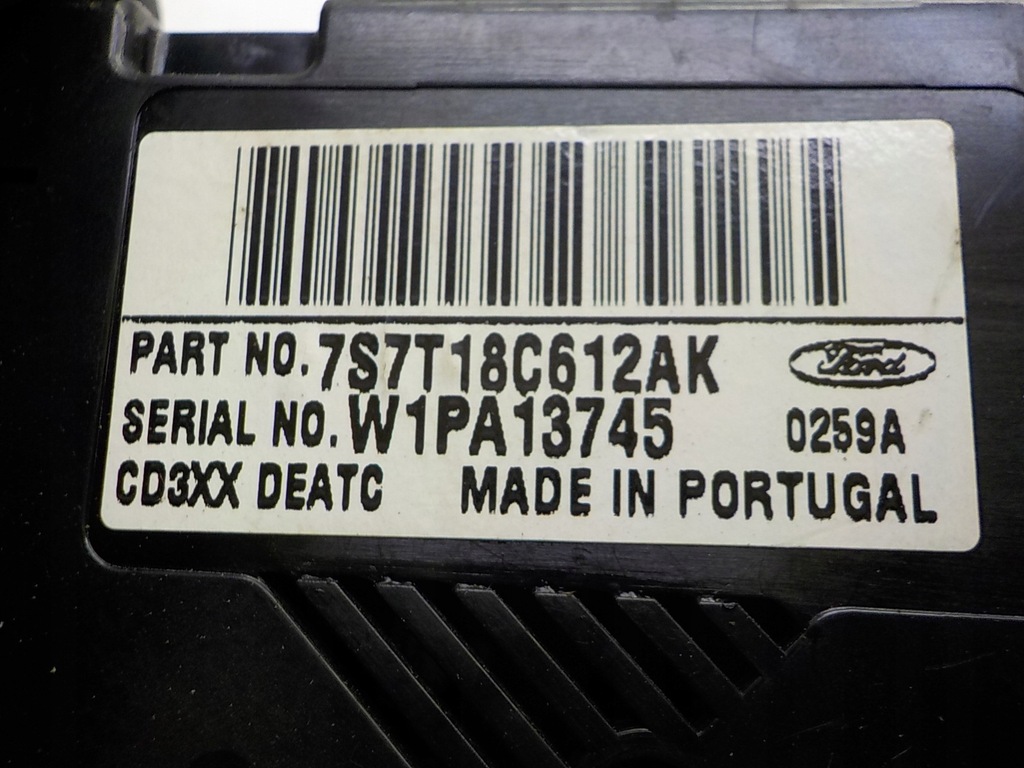 PART NO. 7S7T18C612AK Ford
SERIAL NO. W1PA13745 0259A
CD3XX DEATC MADE IN PORTUGAL